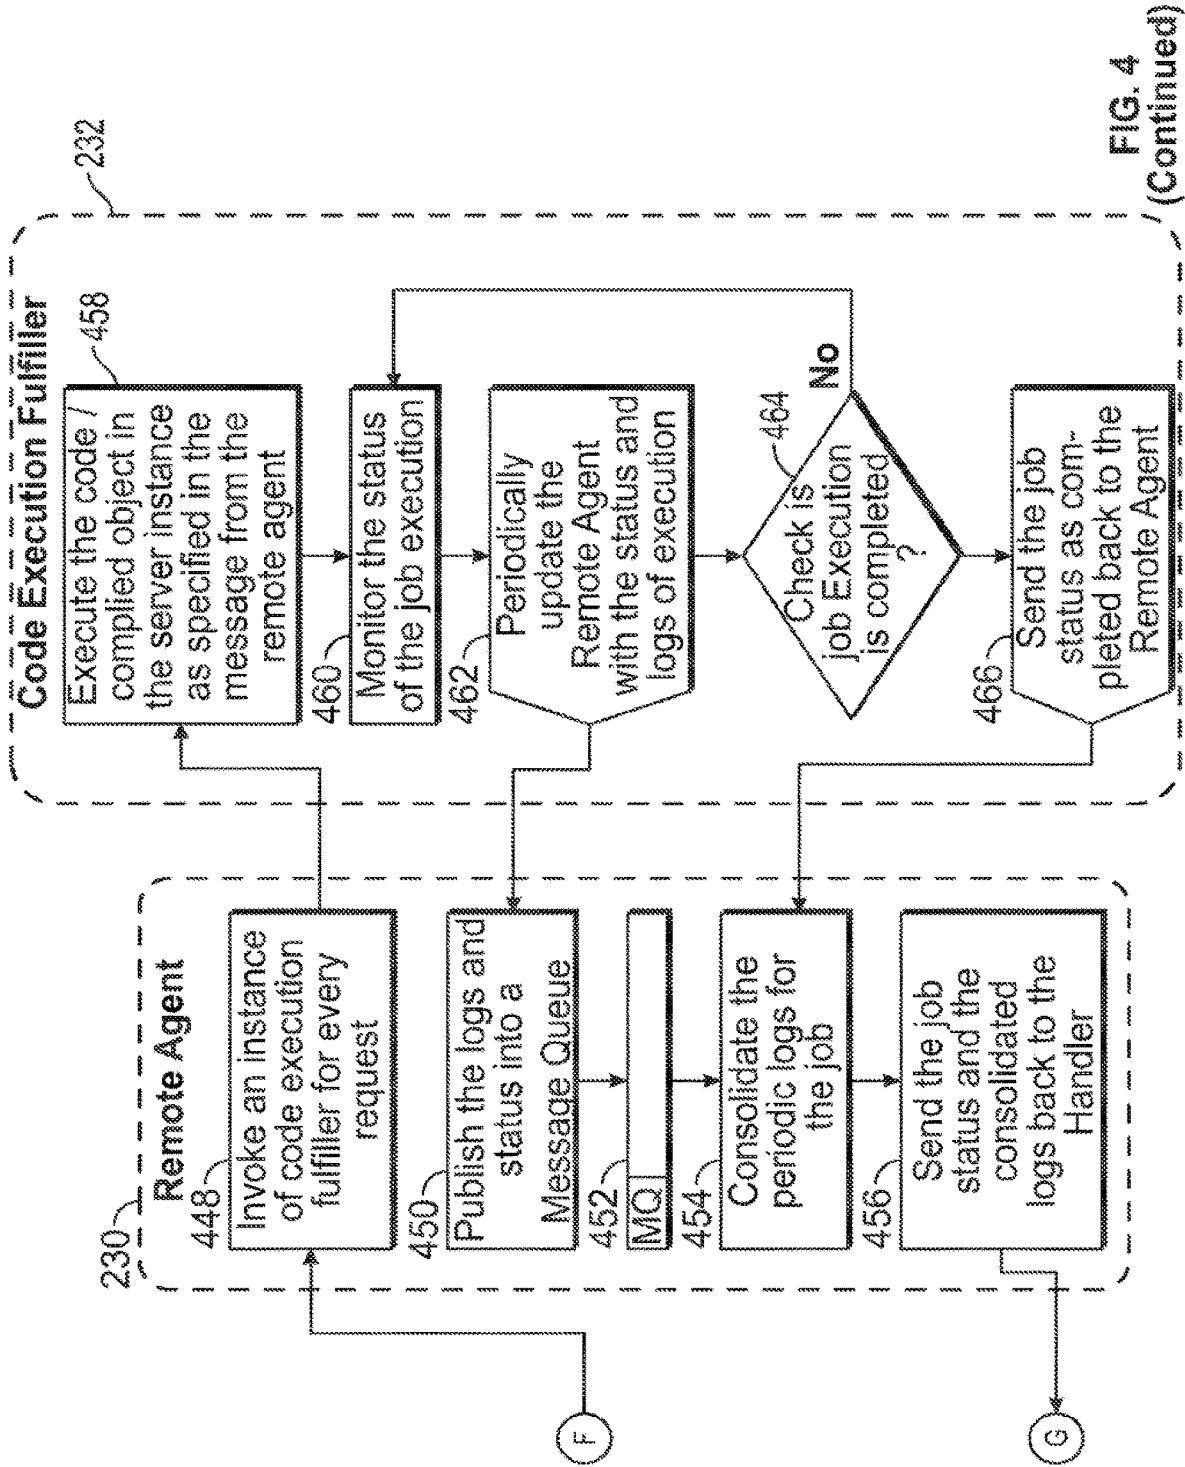 230
Remote Agent
448
Invoke an instance
of code execution
fulfiller for every
request
450
Publish the logs and
status into a
Message Queue
452
MQ
454
Consolidate the
periodic logs for
the job
456
Send the job
status and the
consolidated
logs back to the
Handler
F
G
232
Code Execution Fulfiller
458
Execute the code /
complied object in
the server instance
as specified in the
message from the
remote agent
460
Monitor the status
of the job execution
462
Periodically
update the
Remote Agent
with the status and
logs of execution
464
Check is
job Execution
is completed
?
No
466
Send the job
status as com-
pleted back to the
Remote Agent
FIG. 4
(Continued)